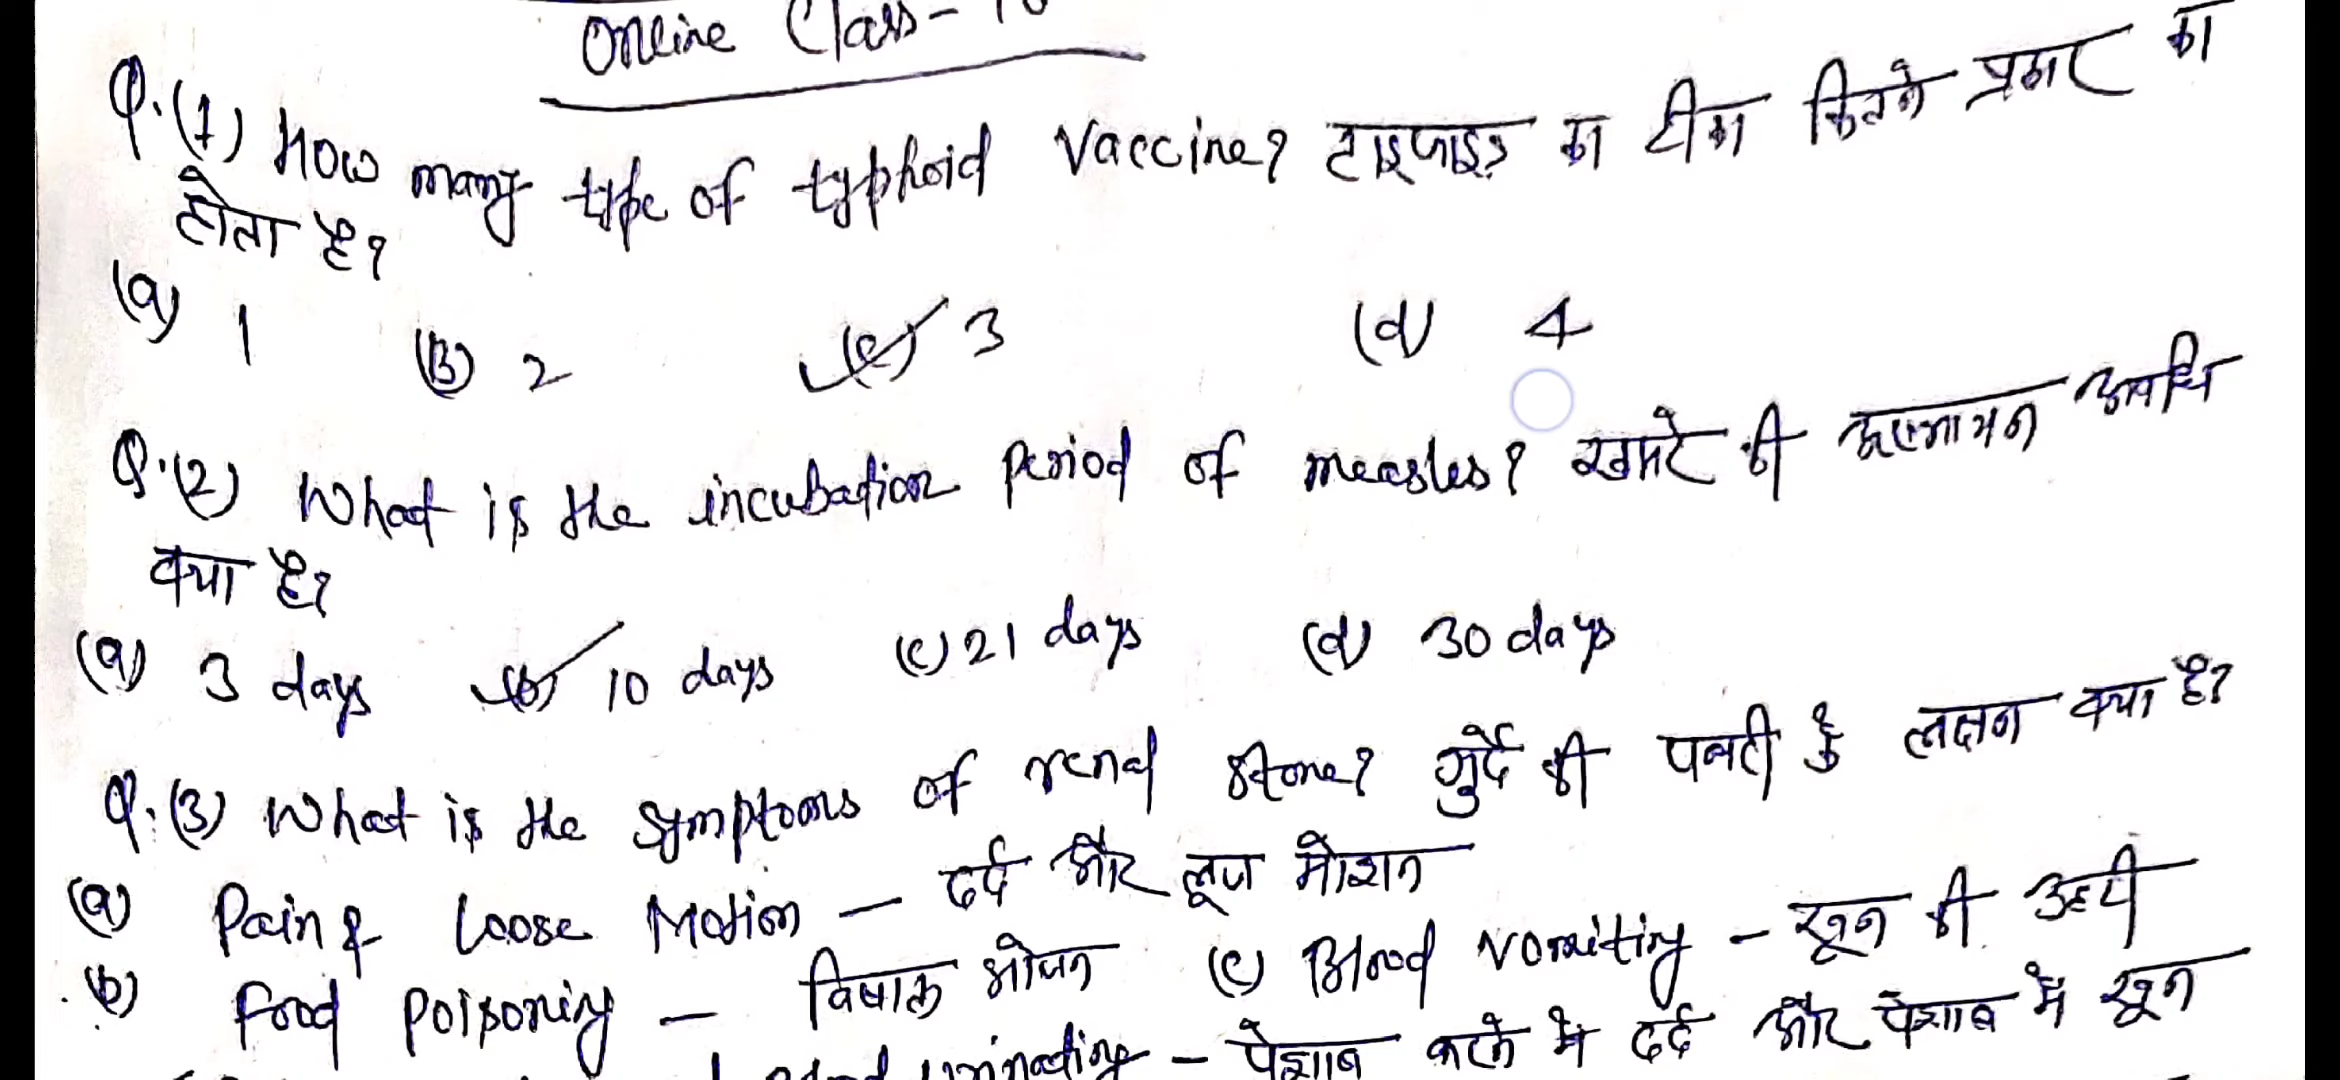 Online Class-
Q.(1) How many type of typhoid Vaccine? टाइफाइड का टीका कितने प्रकार का
होता है?
(a) 1 (B) 2 (c) 3 (d) 4
Q.(2) What is the incubation period of measles? खसरे की अवधि
क्या है?
(a) 3 days (b) 10 days (c) 21 days (d) 30 days
Q.(3) What is the Symptoms of renal Stone? गुर्दे की पथरी के लक्षण क्या है?
(a) Pain & Loose Motion — दर्द और लूज मोशन
(b) Food Poisoning — विषाक्त भोजन (c) Blood Vomiting — खून की उल्टी
urinating — पेशाब करने में दर्द और पेशाब में खून